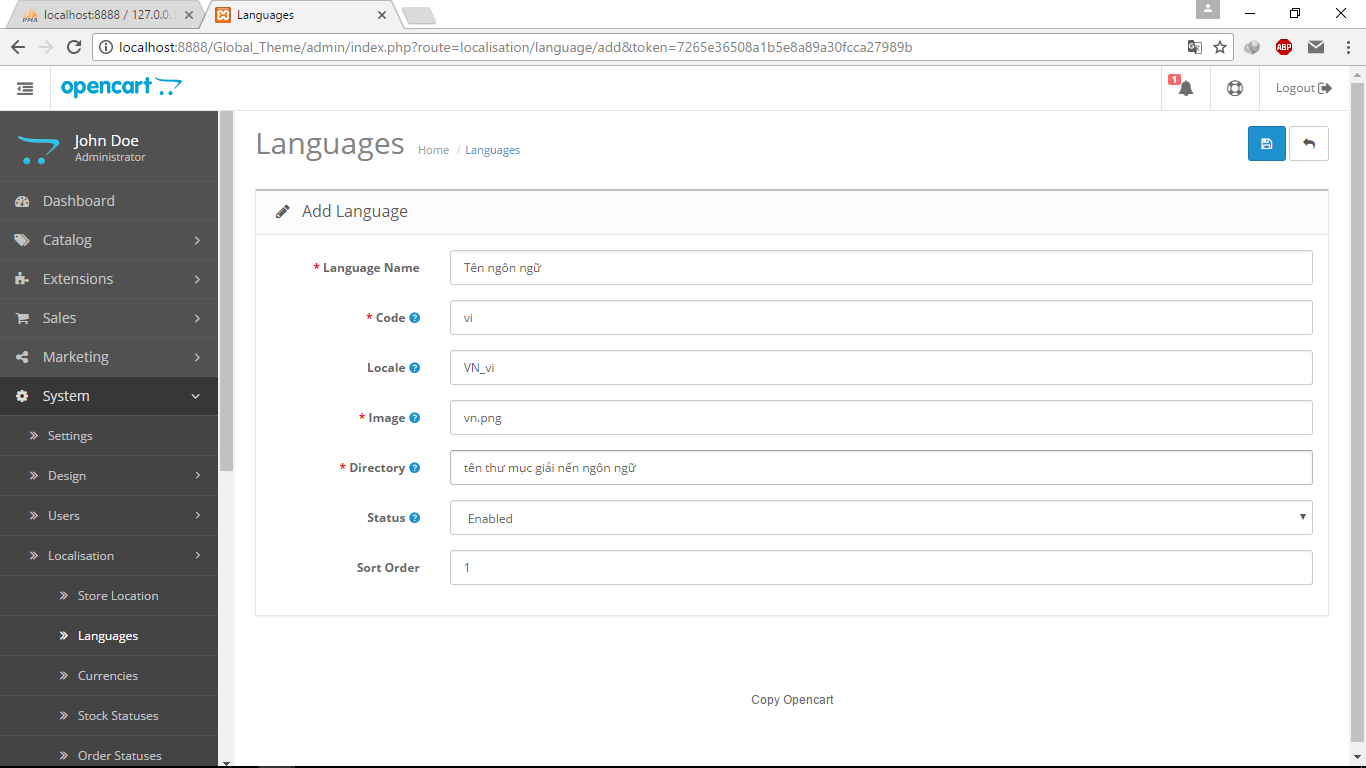 localhost:8888 / 127.0.0.
Languages
localhost:8888/Global_Theme/admin/index.php?route=localisation/language/add&token=7265e36508a1b5e8a89a30fcca27989b
ABP
opencart
1
Logout
John Doe
Administrator
Languages
Home / Languages
Dashboard
Catalog
Extensions
Sales
Marketing
System
Settings
Design
Users
Localisation
Store Location
Languages
Currencies
Stock Statuses
Order Statuses
Add Language
* Language Name Tên ngôn ngữ
* Code vi
Locale VN_vi
* Image vn.png
* Directory tên thư mục giải nến ngôn ngữ
Status Enabled
Sort Order 1
Copy Opencart